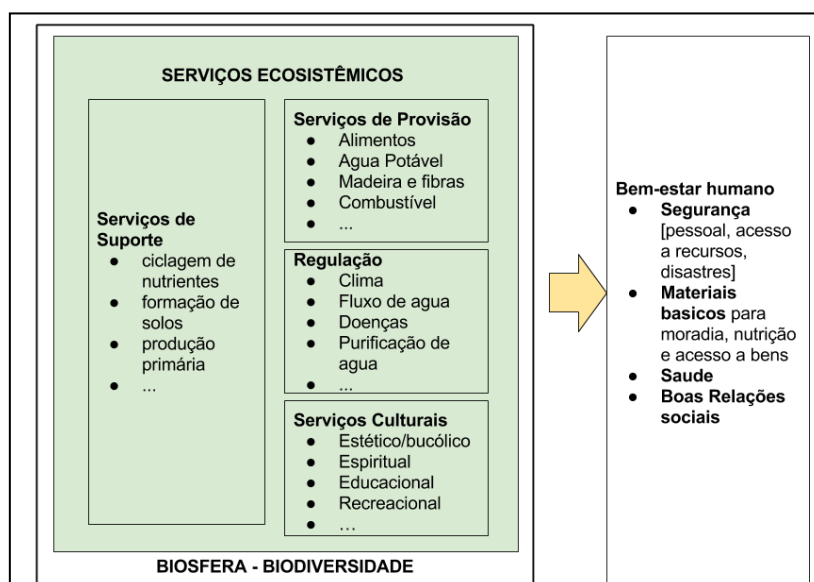 SERVIÇOS ECOSISTÊMICOS
Serviços de
Suporte
● ciclagem de
nutrientes
● formação de
solos
● produção
primária
● ...
Serviços de Provisão
● Alimentos
● Agua Potável
● Madeira e fibras
● Combustível
● ...
Regulação
● Clima
● Fluxo de agua
● Doenças
● Purificação de
agua
● ...
Serviços Culturais
● Estético/bucólico
● Espiritual
● Educacional
● Recreacional
● ...
BIOSFERA - BIODIVERSIDADE
Bem-estar humano
● Segurança
[pessoal, acesso
a recursos,
disastres]
● Materiais
basicos para
moradia, nutrição
e acesso a bens
● Saude
● Boas Relações
sociais